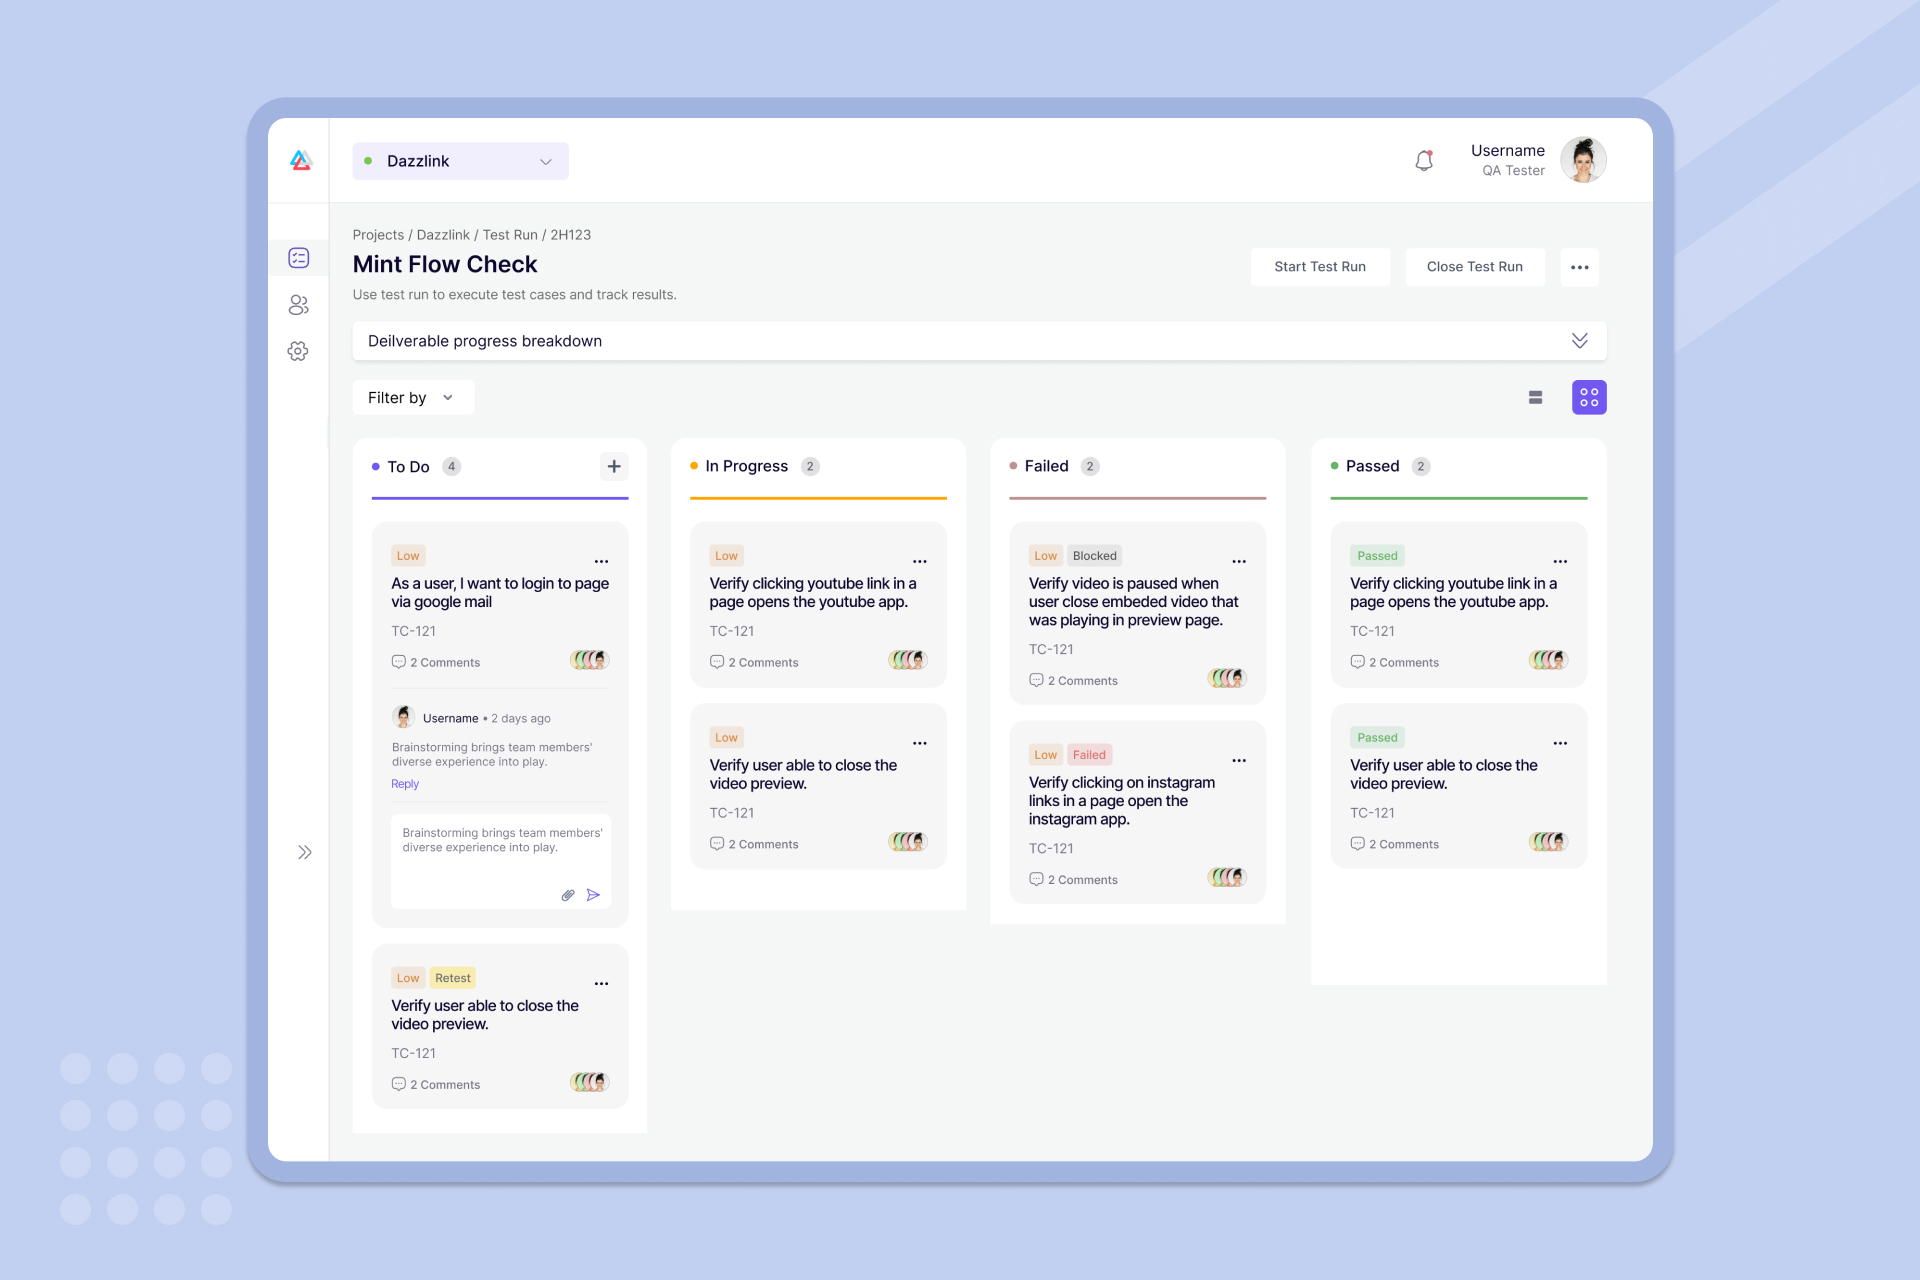 Dazzlink
Username
QA Tester
Projects / Dazzlink / Test Run / 2H123
Mint Flow Check
Use test run to execute test cases and track results.
Start Test Run
Close Test Run
Deilverable progress breakdown
Filter by
To Do 4
Low
As a user, I want to login to page
via google mail
TC-121
2 Comments
Username • 2 days ago
Brainstorming brings team members'
diverse experience into play.
Reply
Brainstorming brings team members'
diverse experience into play.
Low Retest
Verify user able to close the
video preview.
TC-121
2 Comments
In Progress 2
Low
Verify clicking youtube link in a
page opens the youtube app.
TC-121
2 Comments
Low
Verify user able to close the
video preview.
TC-121
2 Comments
Failed 2
Low Blocked
Verify video is paused when
user close embeded video that
was playing in preview page.
TC-121
2 Comments
Low Failed
Verify clicking on instagram
links in a page open the
instagram app.
TC-121
2 Comments
Passed 2
Passed
Verify clicking youtube link in a
page opens the youtube app.
TC-121
2 Comments
Passed
Verify user able to close the
video preview.
TC-121
2 Comments